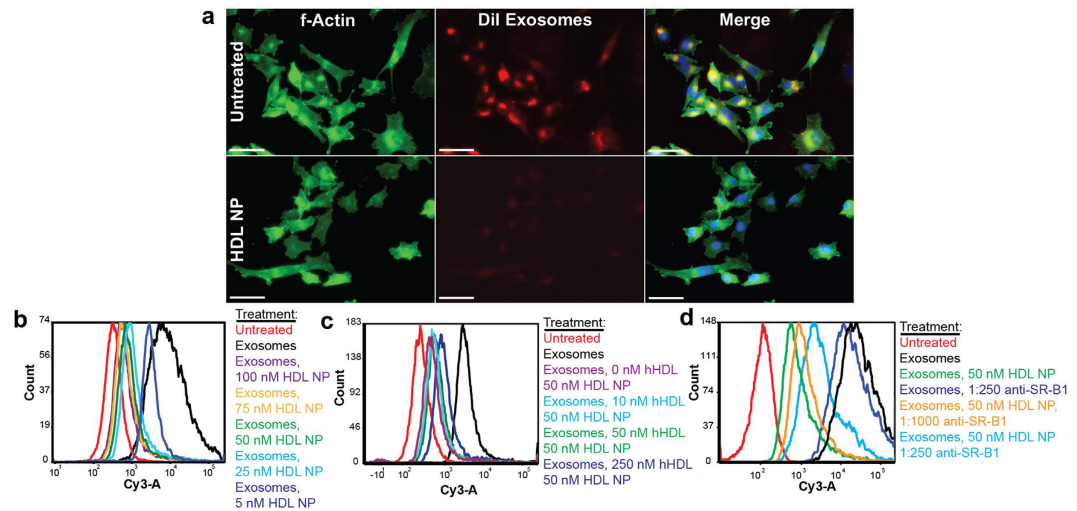 a
f-Actin
DiI Exosomes
Merge
Untreated
HDL NP
b
74
56
37
19
0
Count
10¹ 10² 10³ 10⁴ 10⁵
Cy3-A
Treatment:
Untreated
Exosomes
Exosomes,
100 nM HDL NP
Exosomes,
75 nM HDL NP
Exosomes,
50 nM HDL NP
Exosomes,
25 nM HDL NP
Exosomes,
5 nM HDL NP
c
183
138
92
46
0
Count
-10 10² 10³ 10⁴ 10⁵
Cy3-A
Treatment:
Untreated
Exosomes
Exosomes, 0 nM hHDL
50 nM HDL NP
Exosomes, 10 nM hHDL
50 nM HDL NP
Exosomes, 50 nM hHDL
50 nM HDL NP
Exosomes, 250 nM hHDL
50 nM HDL NP
d
148
111
74
37
0
Count
10² 10³ 10⁴ 10⁵
Cy3-A
Treatment:
Untreated
Exosomes
Exosomes, 50 nM HDL NP
Exosomes, 1:250 anti-SR-B1
Exosomes, 50 nM HDL NP,
1:1000 anti-SR-B1
Exosomes, 50 nM HDL NP
1:250 anti-SR-B1